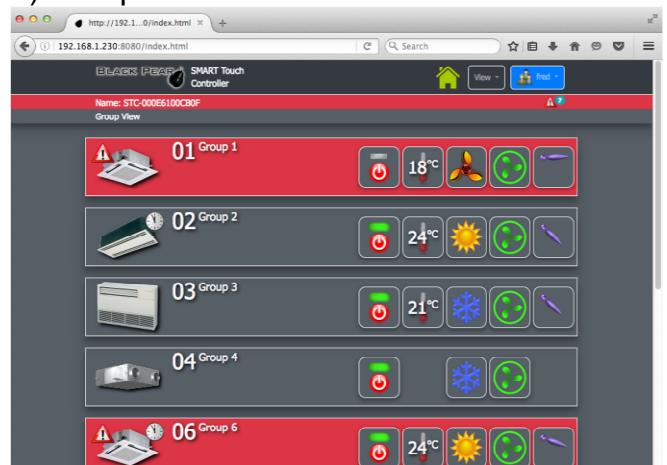 http://192.1...0/index.html
192.168.1.230:8080/index.html
Search
BLACK PEAR
SMART Touch
Controller
View
fred
Name: STC-000E6100CB0F
Group View
01 Group 1
18°C
02 Group 2
24°C
03 Group 3
21°C
04 Group 4
06 Group 6
24°C